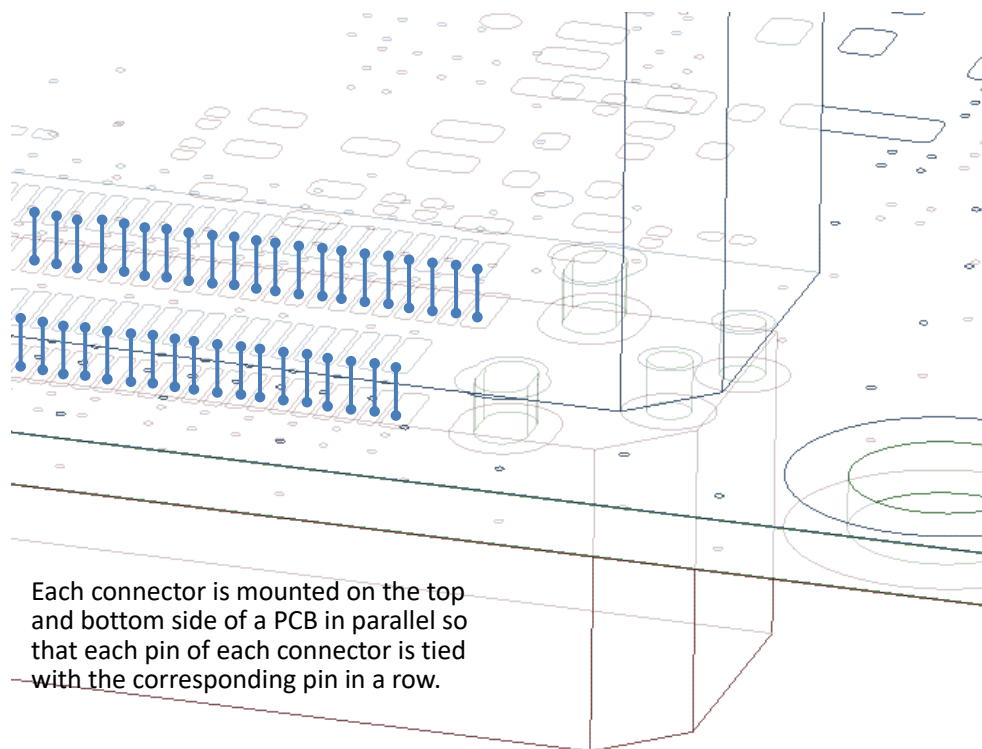 Each connector is mounted on the top
and bottom side of a PCB in parallel so
that each pin of each connector is tied
with the corresponding pin in a row.